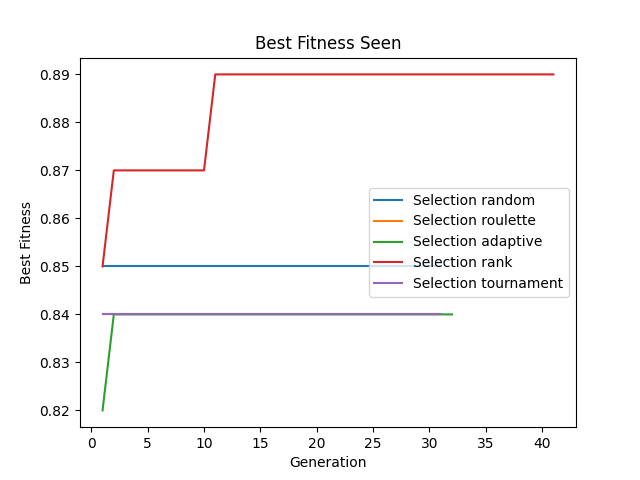 Best Fitness Seen
Best Fitness
0.89
0.88
0.87
0.86
0.85
0.84
0.83
0.82
Selection random
Selection roulette
Selection adaptive
Selection rank
Selection tournament
0 5 10 15 20 25 30 35 40
Generation